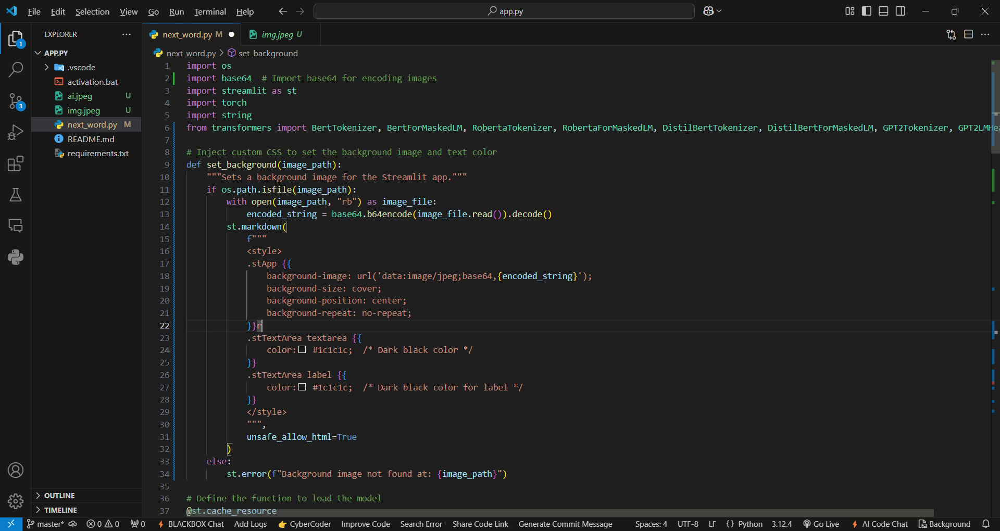 File Edit Selection View Go Run Terminal Help
app.py
EXPLORER
next_word.py M
img.jpeg U
1
APP.PY
.vscode
activation.bat
ai.jpeg U
img.jpeg U
next_word.py M
README.md
requirements.txt
3
OUTLINE
TIMELINE
next_word.py > set_background
1 import os
2 import base64  # Import base64 for encoding images
3 import streamlit as st
4 import torch
5 import string
6 from transformers import BertTokenizer, BertForMaskedLM, RobertaTokenizer, RobertaForMaskedLM, DistilBertTokenizer, DistilBertForMaskedLM, GPT2Tokenizer, GPT2LMHea
7
8 # Inject custom CSS to set the background image and text color
9 def set_background(image_path):
10 """Sets a background image for the Streamlit app."""
11 if os.path.isfile(image_path):
12 with open(image_path, "rb") as image_file:
13 encoded_string = base64.b64encode(image_file.read()).decode()
14 st.markdown(
15 f"""
16 <style>
17 .stApp {{
18 background-image: url('data:image/jpeg;base64,{encoded_string}');
19 background-size: cover;
20 background-position: center;
21 background-repeat: no-repeat;
22 }}r
23 .stTextArea textarea {{
24 color: #1c1c1c;  /* Dark black color */
25 }}
26 .stTextArea label {{
27 color: #1c1c1c;  /* Dark black color for label */
28 }}
29 </style>
30 """,
31 unsafe_allow_html=True
32 )
33 else:
34 st.error(f"Background image not found at: {image_path}")
35
36 # Define the function to load the model
37 @st.cache_resource
master* 0 0 0 BLACKBOX Chat Add Logs CyberCoder Improve Code Search Error Share Code Link Generate Commit Message Spaces: 4 UTF-8 LF {} Python 3.12.4 Go Live AI Code Chat Background